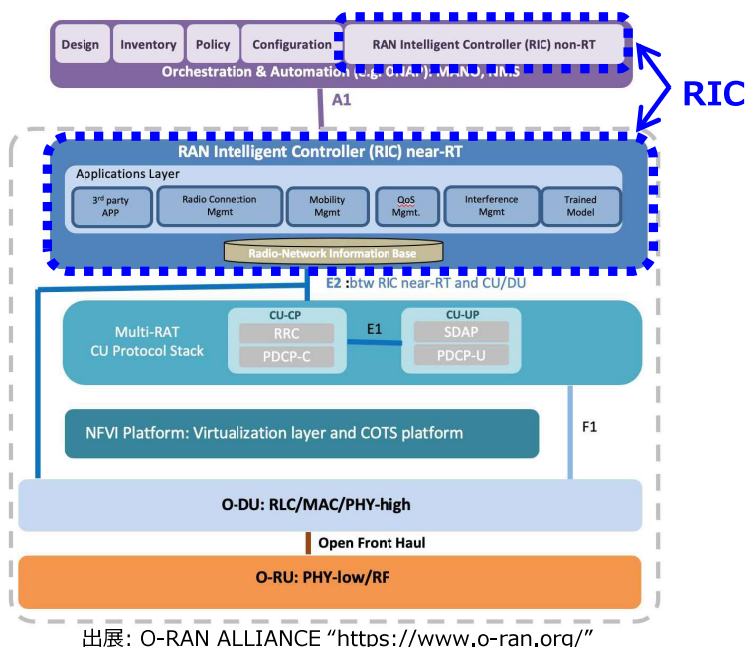 Design
Inventory
Policy
Configuration
RAN Intelligent Controller (RIC) non-RT
Orchestration & Automation (e.g. ONAP): MANO, NMS
RIC
A1
RAN Intelligent Controller (RIC) near-RT
Applications Layer
3rd party
APP
Radio Connection
Mgmt
Mobility
Mgmt
QoS
Mgmt.
Interference
Mgmt
Trained
Model
Radio-Network Information Base
E2 :btw RIC near-RT and CU/DU
Multi-RAT
CU Protocol Stack
CU-CP
RRC
PDCP-C
E1
CU-UP
SDAP
PDCP-U
NFVI Platform: Virtualization layer and COTS platform
F1
O-DU: RLC/MAC/PHY-high
Open Front Haul
O-RU: PHY-low/RF
出展: O-RAN ALLIANCE “https://www.o-ran.org/”